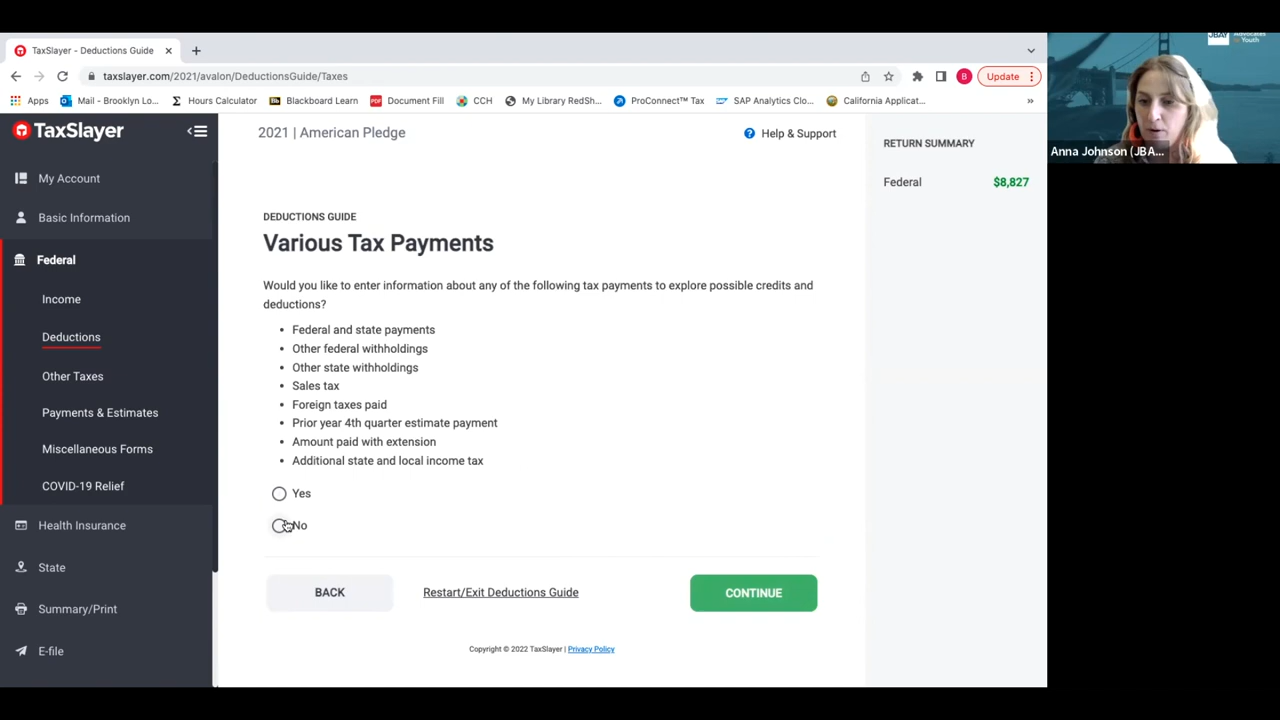 TaxSlayer - Deductions Guide
taxslayer.com/2021/avalon/DeductionsGuide/Taxes
B
Update
Apps
Mail - Brooklyn Lo...
Hours Calculator
Bb
Blackboard Learn
PDF
Document Fill
CCH
My Library RedSh...
ProConnect™ Tax
SAP Analytics Clo...
California Applicat...
»
TaxSlayer
My Account
Basic Information
Federal
Income
Deductions
Other Taxes
Payments & Estimates
Miscellaneous Forms
COVID-19 Relief
Health Insurance
State
Summary/Print
E-file
2021 | American Pledge
Help & Support
DEDUCTIONS GUIDE
Various Tax Payments
Would you like to enter information about any of the following tax payments to explore possible credits and
deductions?
• Federal and state payments
• Other federal withholdings
• Other state withholdings
• Sales tax
• Foreign taxes paid
• Prior year 4th quarter estimate payment
• Amount paid with extension
• Additional state and local income tax
Yes
No
BACK
Restart/Exit Deductions Guide
CONTINUE
Copyright © 2022 TaxSlayer | Privacy Policy
RETURN SUMMARY
Federal $8,827
JBAY
Advocates
Youth
Anna Johnson (JBA...